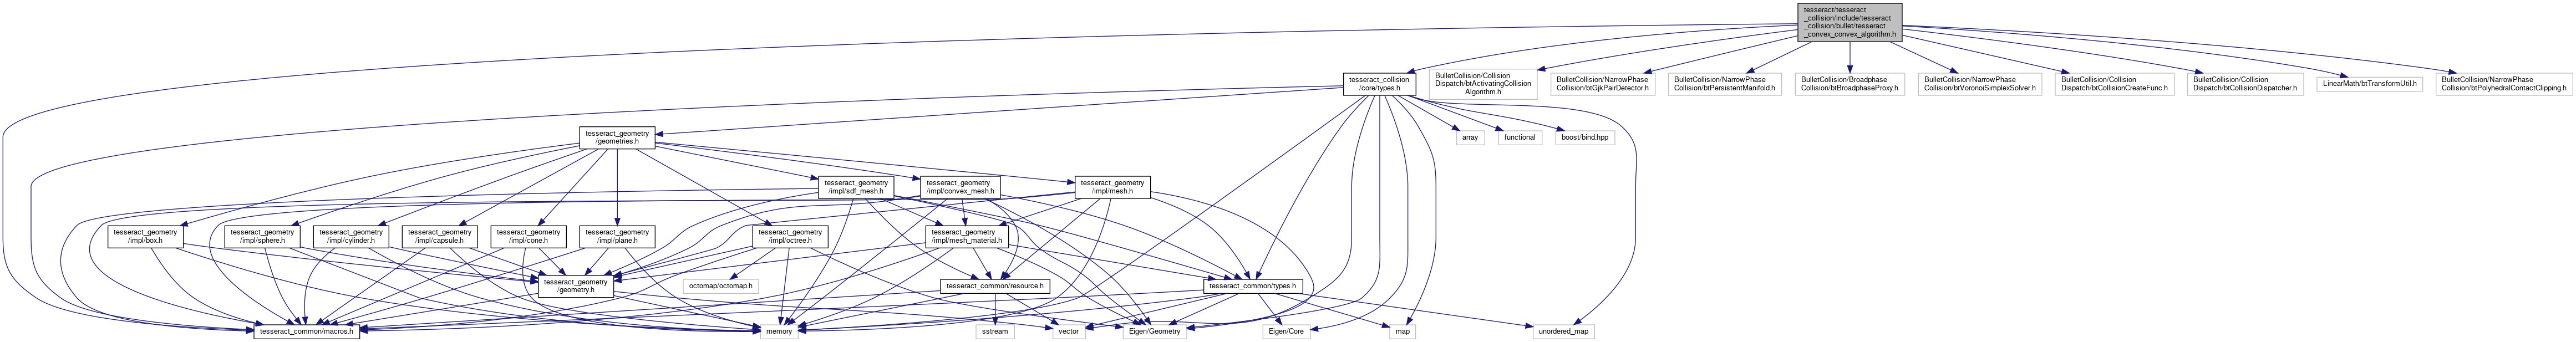 tesseract/tesseract
_collision/include/tesseract
_collision/bullet/tesseract
_convex_convex_algorithm.h
tesseract_collision
/core/types.h
BulletCollision/Collision
Dispatch/btActivatingCollision
Algorithm.h
BulletCollision/NarrowPhase
Collision/btGjkPairDetector.h
BulletCollision/NarrowPhase
Collision/btPersistentManifold.h
BulletCollision/Broadphase
Collision/btBroadphaseProxy.h
BulletCollision/NarrowPhase
Collision/btVoronoiSimplexSolver.h
BulletCollision/Collision
Dispatch/btCollisionCreateFunc.h
BulletCollision/Collision
Dispatch/btCollisionDispatcher.h
LinearMath/btTransformUtil.h
BulletCollision/NarrowPhase
Collision/btPolyhedralContactClipping.h
tesseract_geometry
/geometries.h
array
functional
boost/bind.hpp
tesseract_geometry
/impl/sdf_mesh.h
tesseract_geometry
/impl/convex_mesh.h
tesseract_geometry
/impl/mesh.h
tesseract_geometry
/impl/box.h
tesseract_geometry
/impl/sphere.h
tesseract_geometry
/impl/cylinder.h
tesseract_geometry
/impl/capsule.h
tesseract_geometry
/impl/cone.h
tesseract_geometry
/impl/plane.h
tesseract_geometry
/impl/octree.h
tesseract_geometry
/impl/mesh_material.h
tesseract_geometry
/geometry.h
octomap/octomap.h
tesseract_common/resource.h
tesseract_common/types.h
tesseract_common/macros.h
memory
sstream
vector
Eigen/Geometry
Eigen/Core
map
unordered_map